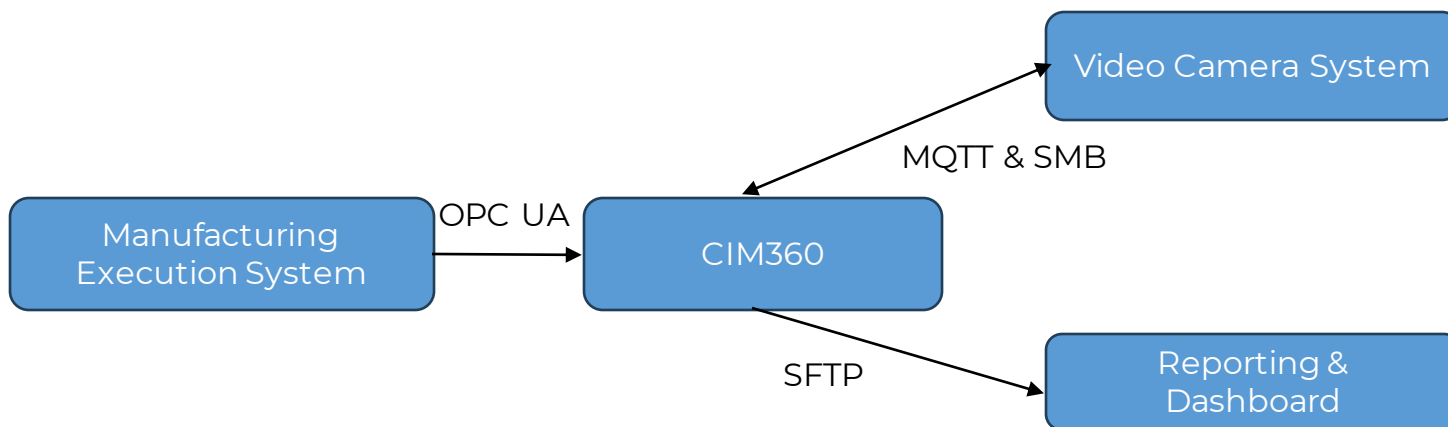 Video Camera System
MQTT & SMB
OPC UA
Manufacturing
Execution System
CIM360
SFTP
Reporting &
Dashboard